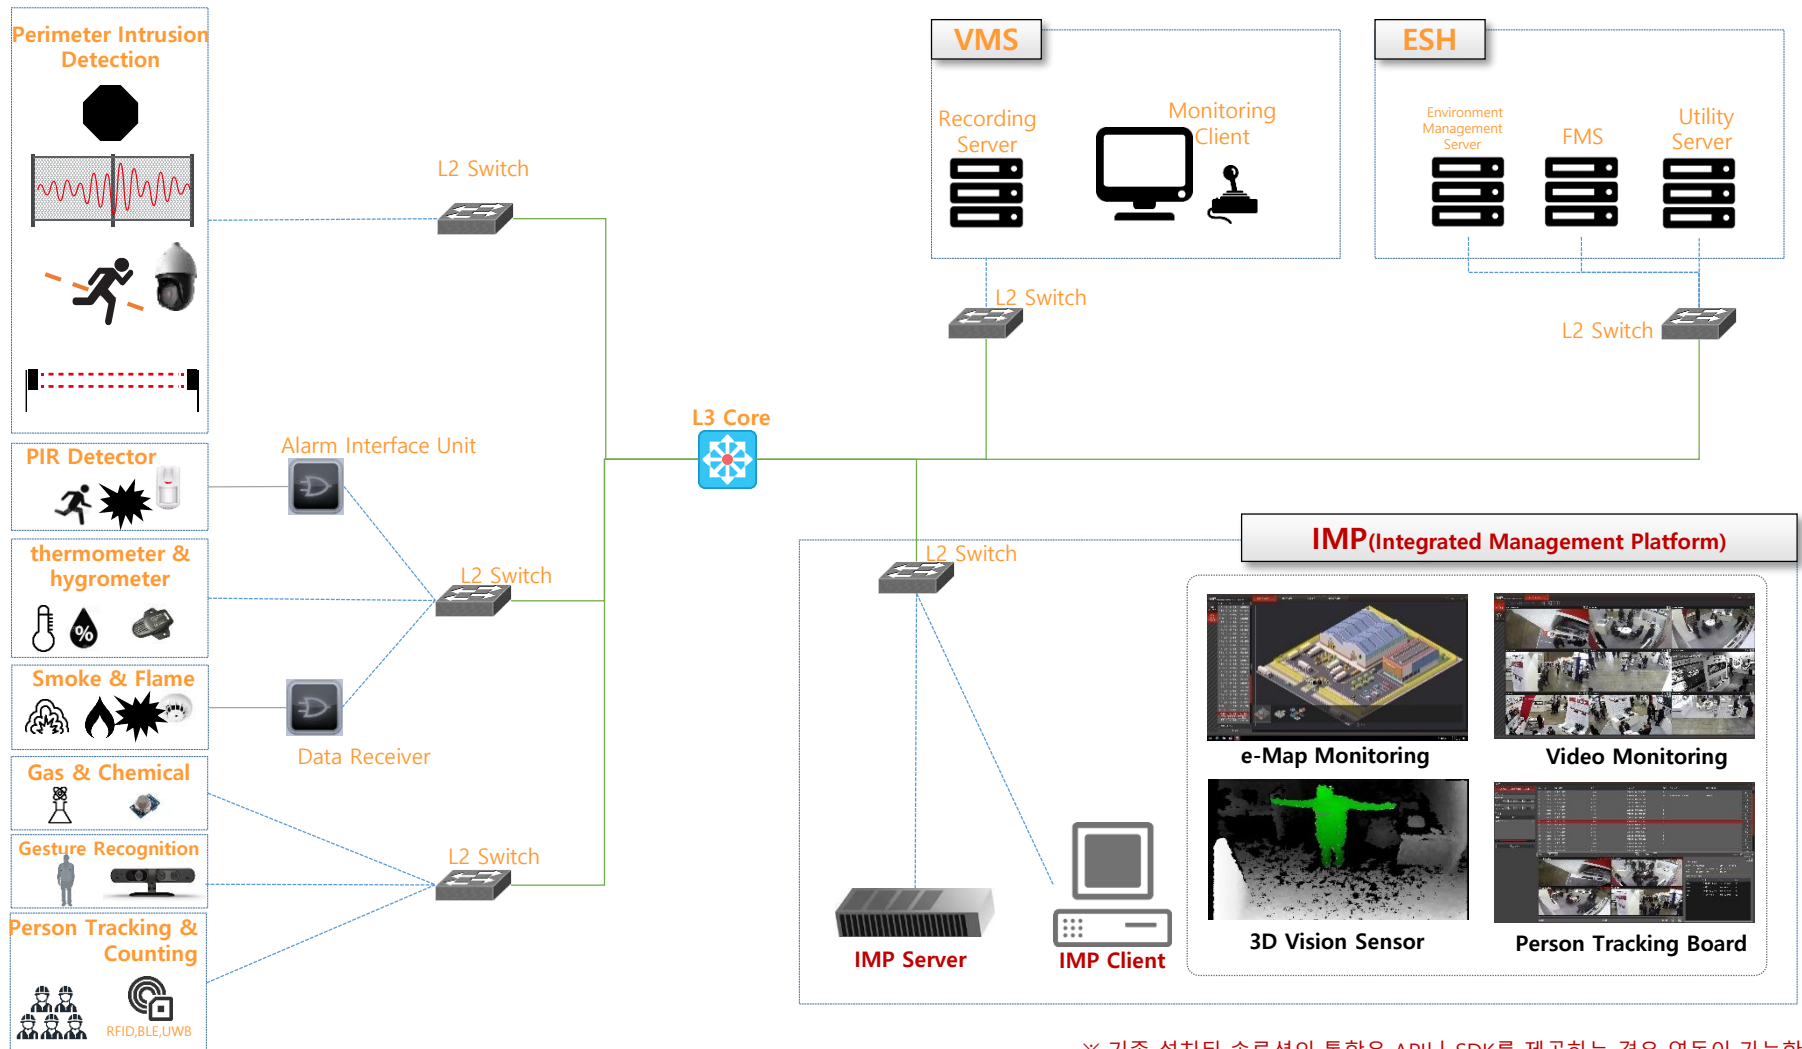 Perimeter Intrusion
Detection
L2 Switch
VMS
Recording
Server
Monitoring
Client
L2 Switch
ESH
Environment
Management
Server
FMS
Utility
Server
L2 Switch
L3 Core
PIR Detector
Alarm Interface Unit
thermometer &
hygrometer
%
L2 Switch
Smoke & Flame
Data Receiver
Gas & Chemical
Gesture Recognition
L2 Switch
Person Tracking &
Counting
RFID,BLE,UWB
IMP(Integrated Management Platform)
L2 Switch
IMP Server
IMP Client
e-Map Monitoring
Video Monitoring
3D Vision Sensor
Person Tracking Board